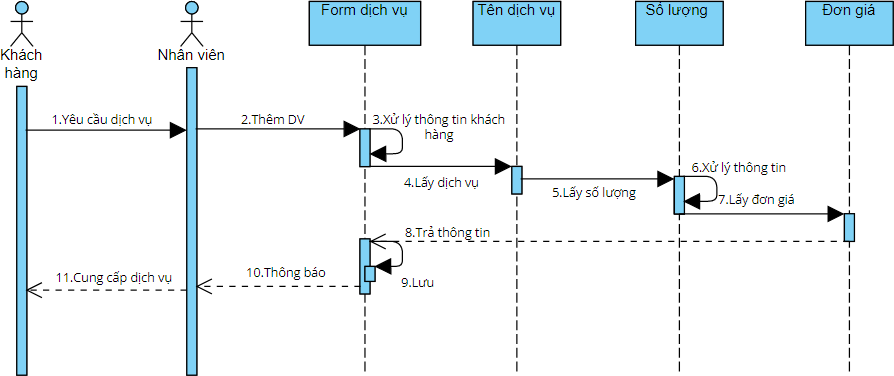 Khách
hàng
Nhân viên
Form dịch vụ
Tên dịch vụ
Số lượng
Đơn giá
1.Yêu cầu dịch vụ
2.Thêm DV
3.Xử lý thông tin khách
hàng
4.Lấy dịch vụ
5.Lấy số lượng
6.Xử lý thông tin
7.Lấy đơn giá
8.Trả thông tin
9.Lưu
10.Thông báo
11.Cung cấp dịch vụ